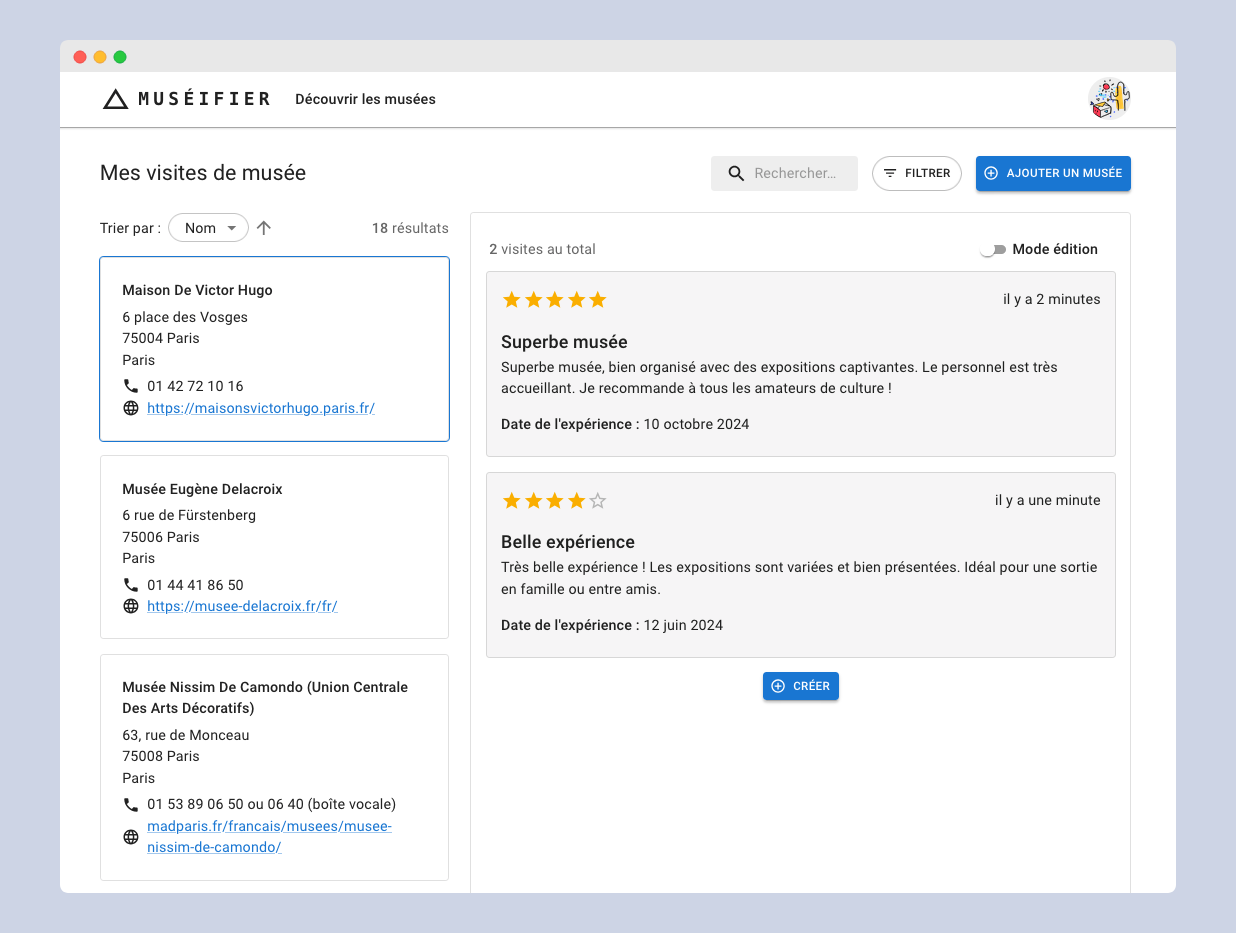 MUSÉIFIER
Découvrir les musées
Mes visites de musée
Rechercher...
FILTRER
AJOUTER UN MUSÉE
Trier par :
Nom
18 résultats
Maison De Victor Hugo
6 place des Vosges
75004 Paris
Paris
01 42 72 10 16
https://maisonsvictorhugo.paris.fr/
Musée Eugène Delacroix
6 rue de Fürstenberg
75006 Paris
Paris
01 44 41 86 50
https://musee-delacroix.fr/fr/
Musée Nissim De Camondo (Union Centrale
Des Arts Décoratifs)
63, rue de Monceau
75008 Paris
Paris
01 53 89 06 50 ou 06 40 (boîte vocale)
madparis.fr/francais/musees/musee-
nissim-de-camondo/
2 visites au total
Mode édition
il y a 2 minutes
Superbe musée
Superbe musée, bien organisé avec des expositions captivantes. Le personnel est très
accueillant. Je recommande à tous les amateurs de culture !
Date de l'expérience : 10 octobre 2024
il y a une minute
Belle expérience
Très belle expérience ! Les expositions sont variées et bien présentées. Idéal pour une sortie
en famille ou entre amis.
Date de l'expérience : 12 juin 2024
CRÉER